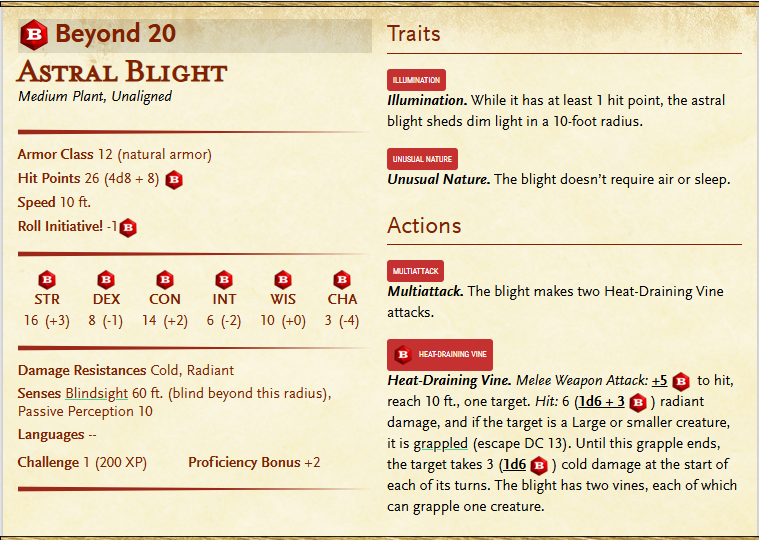 Beyond 20
Astral Blight
Medium Plant, Unaligned
Armor Class 12 (natural armor)
Hit Points 26 (4d8 + 8) B
Speed 10 ft.
Roll Initiative! -1 B
B B B B B B
STR DEX CON INT WIS CHA
16 (+3) 8 (-1) 14 (+2) 6 (-2) 10 (+0) 3 (-4)
Damage Resistances Cold, Radiant
Senses Blindsight 60 ft. (blind beyond this radius),
Passive Perception 10
Languages --
Challenge 1 (200 XP) Proficiency Bonus +2
Traits
ILLUMINATION
Illumination. While it has at least 1 hit point, the astral
blight sheds dim light in a 10-foot radius.
UNUSUAL NATURE
Unusual Nature. The blight doesn’t require air or sleep.
Actions
MULTIATTACK
Multiattack. The blight makes two Heat-Draining Vine
attacks.
B HEAT-DRAINING VINE
Heat-Draining Vine. Melee Weapon Attack: +5 B to hit,
reach 10 ft., one target. Hit: 6 (1d6 + 3 B ) radiant
damage, and if the target is a Large or smaller creature,
it is grappled (escape DC 13). Until this grapple ends,
the target takes 3 (1d6 B ) cold damage at the start of
each of its turns. The blight has two vines, each of which
can grapple one creature.